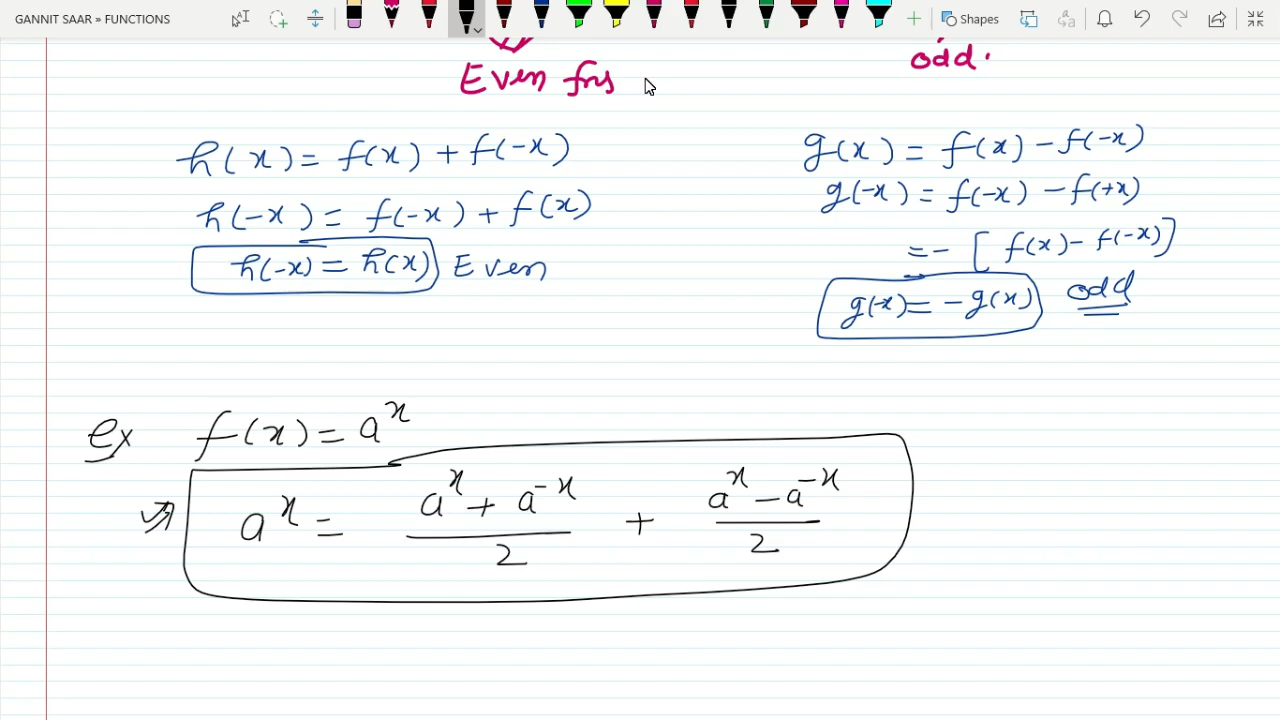 GANNIT SAAR » FUNCTIONS
Shapes
Even fns
odd.
h(x) = f(x) + f(-x)
h(-x) = f(-x) + f(x)
h(-x) = h(x) Even
g(x) = f(x) - f(-x)
g(-x) = f(-x) - f(+x)
= - [f(x) - f(-x)]
g(-x) = -g(x) odd
ex f(x) = a^x
a^x = (a^x + a^-x)/2 + (a^x - a^-x)/2